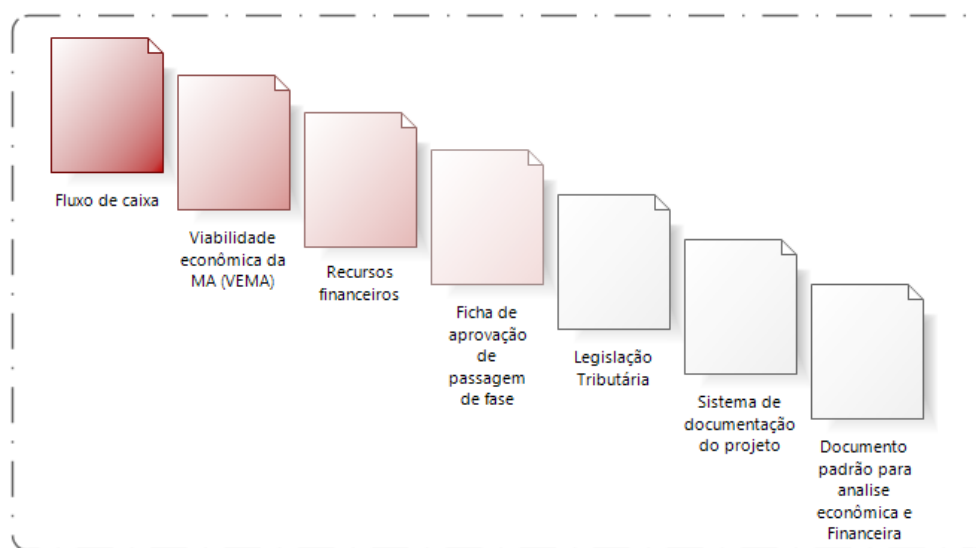 Fluxo de caixa
Viabilidade
econômica da
MA (VEMA)
Recursos
financeiros
Ficha de
aprovação
de
passagem
de fase
Legislação
Tributária
Sistema de
documentação
do projeto
Documento
padrão para
analise
econômica e
Financeira